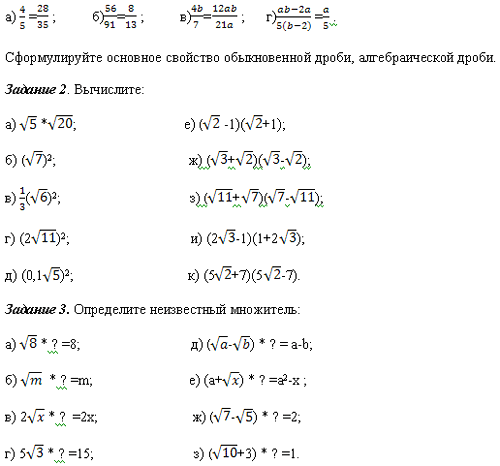 а) 4/5 = 28/35 ; б) 56/91 = 8/13 ; в) 4b/7 = 12ab/21a ; г) (ab−2a)/(5(b−2)) = a/5 .
Сформулируйте основное свойство обыкновенной дроби, алгебраической дроби.
Задание 2. Вычислите:
а) √5 *√20; е) (√2 -1)(√2+1);
б) (√7)²; ж) (√3+√2)(√3-√2);
в) 1/3(√6)²; з) (√11+√7)(√7-√11);
г) (2√11)²; и) (2√3-1)(1+2√3);
д) (0,1√5)²; к) (5√2+7)(5√2-7).
Задание 3. Определите неизвестный множитель:
а) √8 * ? =8; д) (√a-√b) * ? = a-b;
б) √m * ? =m; е) (а+√x) * ? =а²-x ;
в) 2√x * ? =2x; ж) (√7-√5) * ? =2;
г) 5√3 * ? =15; з) (√10+3) * ? =1.